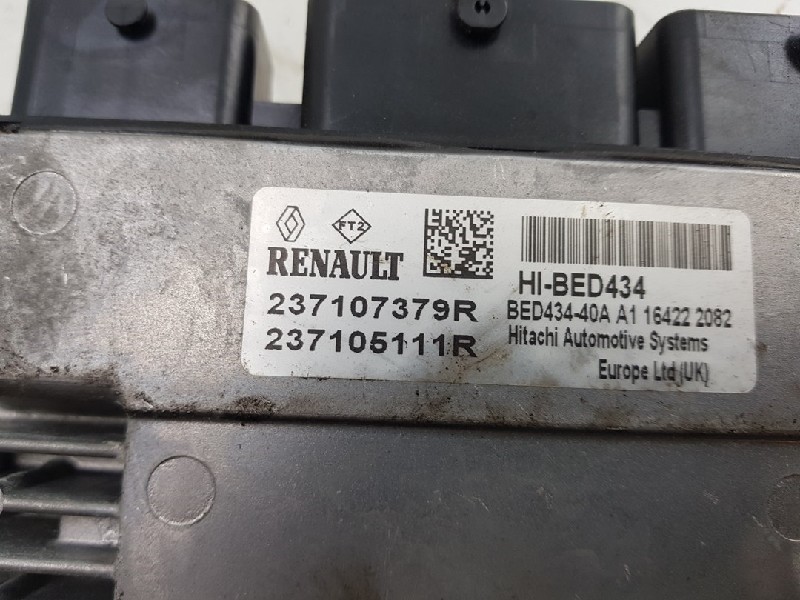 FT2
RENAULT
237107379R
237105111R
HI-BED434
BED434-40A A1 16422 2082
Hitachi Automotive Systems
Europe Ltd (UK)